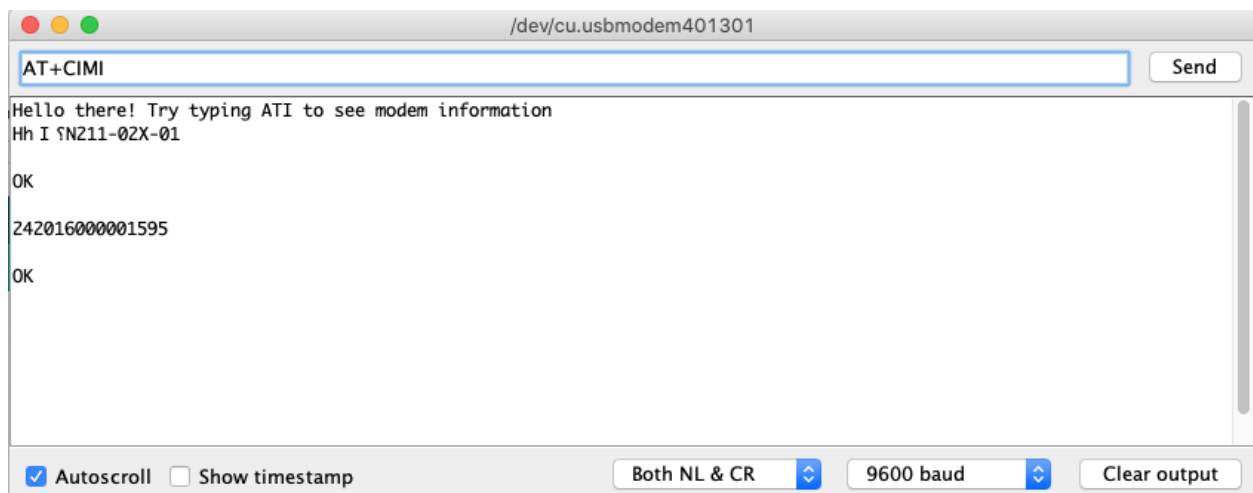 /dev/cu.usbmodem401301
AT+CIMI
Send
Hello there! Try typing ATI to see modem information
Hh I ⸮N211-02X-01
OK
242016000001595
OK
Autoscroll
Show timestamp
Both NL & CR
9600 baud
Clear output